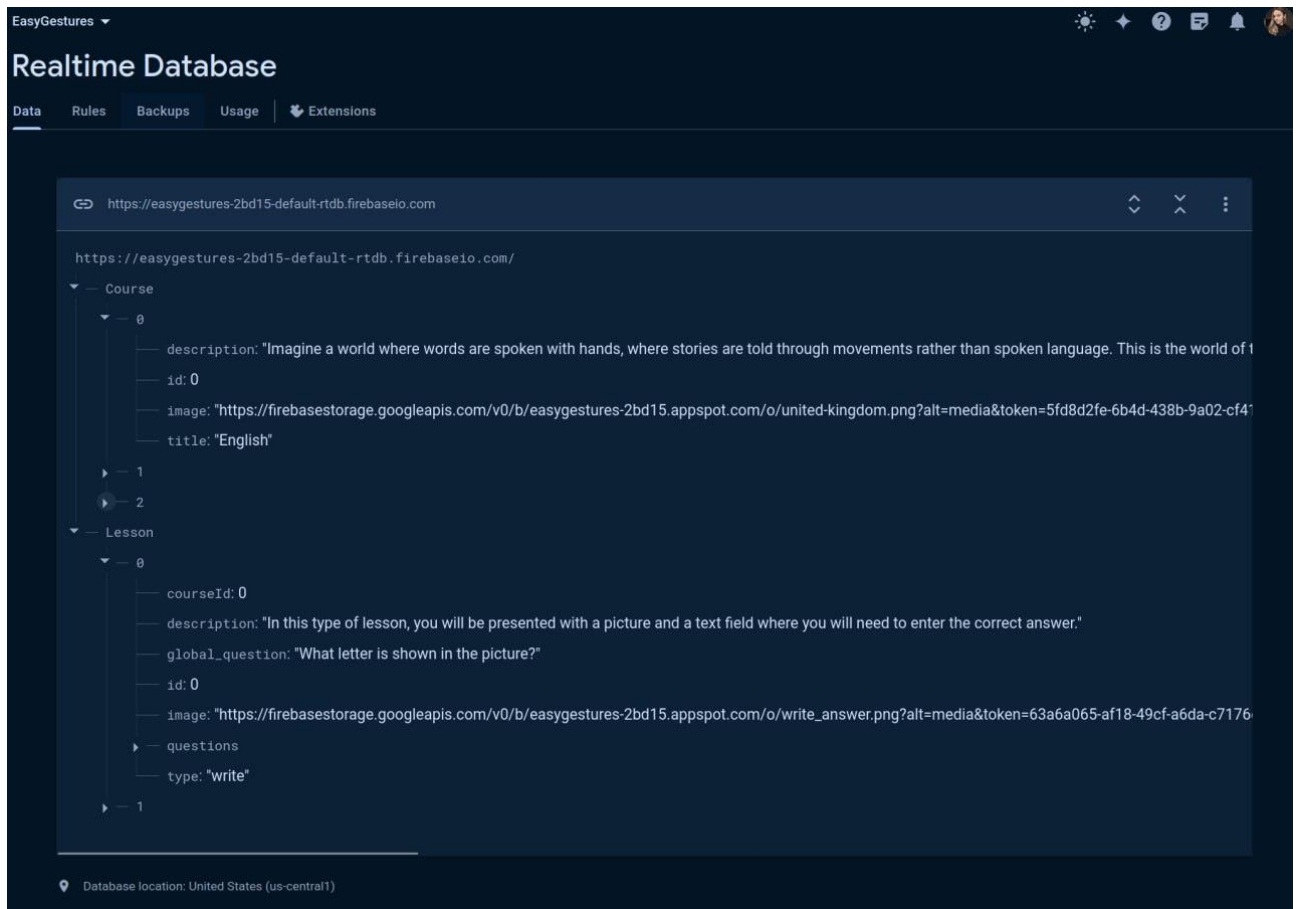 EasyGestures
Realtime Database
Data Rules Backups Usage Extensions
https://easygestures-2bd15-default-rtdb.firebaseio.com
https://easygestures-2bd15-default-rtdb.firebaseio.com/
Course
0
description: "Imagine a world where words are spoken with hands, where stories are told through movements rather than spoken language. This is the world of
id: 0
image: "https://firebasestorage.googleapis.com/v0/b/easygestures-2bd15.appspot.com/o/united-kingdom.png?alt=media&token=5fd8d2fe-6b4d-438b-9a02-cf41
title: "English"
1
2
Lesson
0
courseId: 0
description: "In this type of lesson, you will be presented with a picture and a text field where you will need to enter the correct answer."
global_question: "What letter is shown in the picture?"
id: 0
image: "https://firebasestorage.googleapis.com/v0/b/easygestures-2bd15.appspot.com/o/write_answer.png?alt=media&token=63a6a065-af18-49cf-a6da-c7176
questions
type: "write"
1
Database location: United States (us-central1)